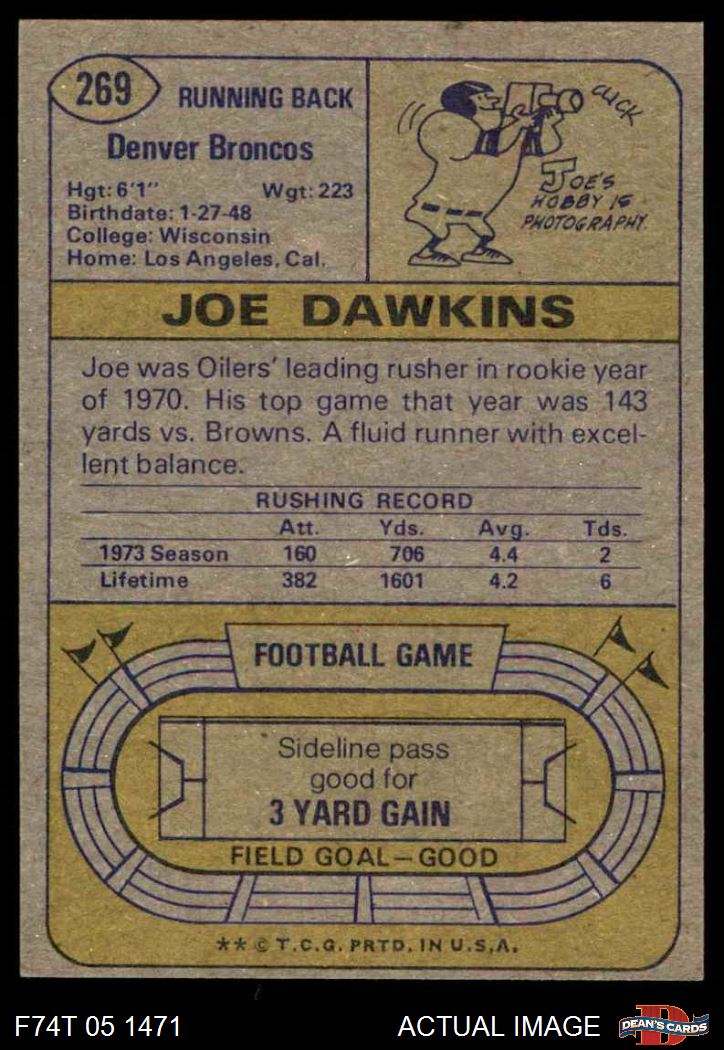 269
RUNNING BACK
Denver Broncos
Hgt: 6'1" Wgt: 223
Birthdate: 1-27-48
College: Wisconsin
Home: Los Angeles, Cal.
CLICK
JOE'S
HOBBY IS
PHOTOGRAPHY.
JOE DAWKINS
Joe was Oilers' leading rusher in rookie year
of 1970. His top game that year was 143
yards vs. Browns. A fluid runner with excel-
lent balance.
RUSHING RECORD
Att. Yds. Avg. Tds.
1973 Season 160 706 4.4 2
Lifetime 382 1601 4.2 6
FOOTBALL GAME
Sideline pass
good for
3 YARD GAIN
FIELD GOAL—GOOD
** © T.C.G. PRTD. IN U.S.A.
F74T 05 1471 ACTUAL IMAGE
D
DEAN'S CARDS